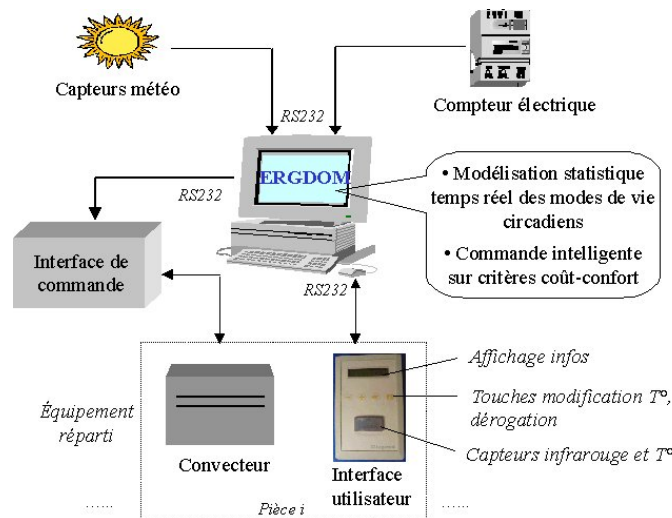 Capteurs météo
Compteur électrique
RS232
ERGDOM
RS232
• Modélisation statistique
temps réel des modes de vie
circadiens
• Commande intelligente
sur critères coût-confort
Interface de
commande
RS232
Affichage infos
Touches modification T°,
dérogation
Capteurs infrarouge et T°
Équipement
réparti
Convecteur
Interface
utilisateur
Pièce i
......
......